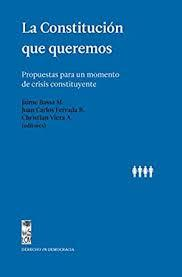 La Constitución
que queremos
Propuestas para un momento
de crisis constituyente
Jaime Bassa M.
Juan Carlos Ferrada B.
Christian Viera A.
(editores)
DERECHO EN DEMOCRACIA